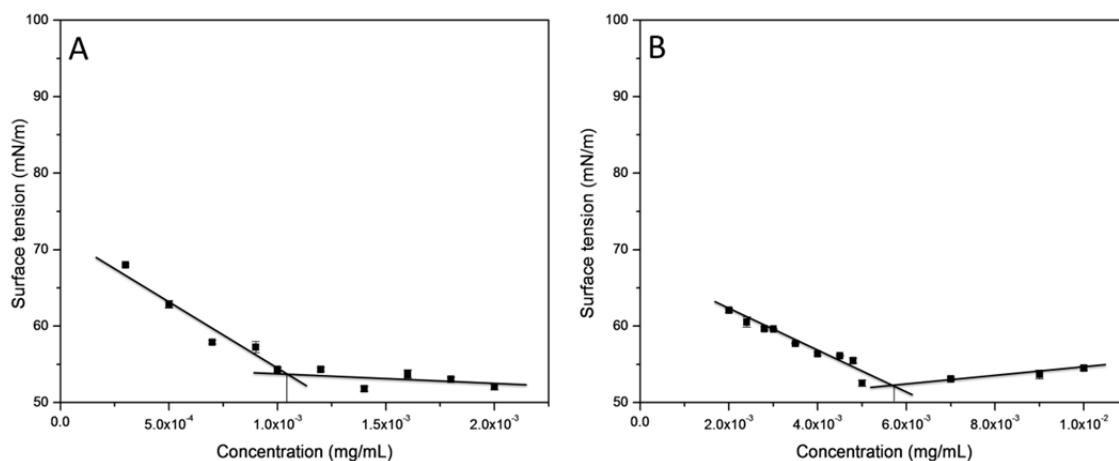 A
100
90
80
70
60
50
Surface tension (mN/m)
0.0
5.0x10⁻⁴
1.0x10⁻³
1.5x10⁻³
2.0x10⁻³
Concentration (mg/mL)
B
100
90
80
70
60
50
Surface tension (mN/m)
0.0
2.0x10⁻³
4.0x10⁻³
6.0x10⁻³
8.0x10⁻³
1.0x10⁻²
Concentration (mg/mL)